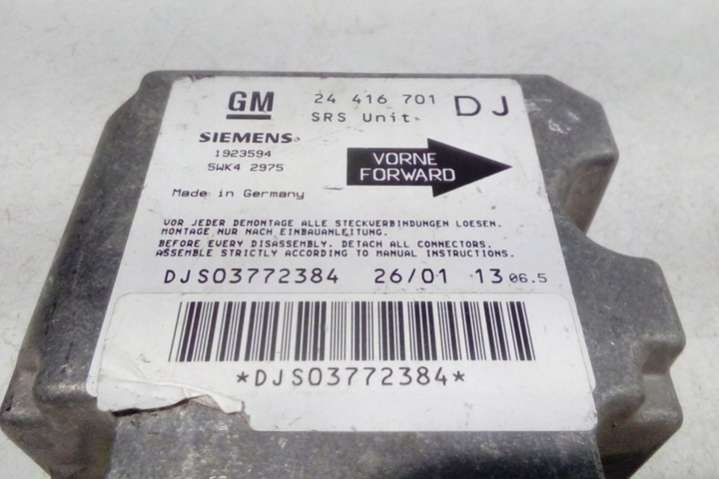 GM 24 416 701 DJ
SRS Unit
SIEMENS
1923594
5WK4 2975
VORNE
FORWARD
Made in Germany
VOR JEDER DEMONTAGE ALLE STECKVERBINDUNGEN LOESEN.
MONTAGE NUR NACH EINBAUANLEITUNG.
BEFORE EVERY DISASSEMBLY. DETACH ALL CONNECTORS.
ASSEMBLE STRICTLY ACCORDING TO MANUAL INSTRUCTIONS.
DJS03772384 26/01 13 06.5
*DJS03772384*